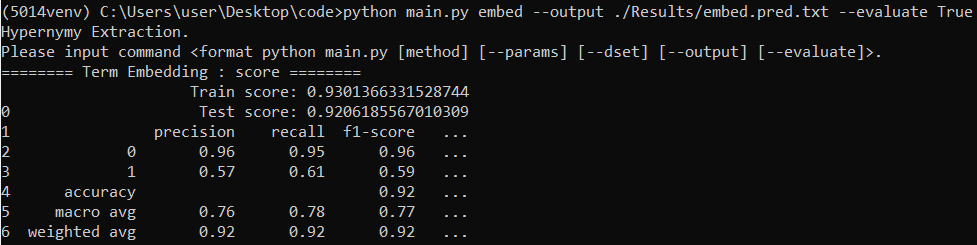 (5014venv) C:\Users\user\Desktop\code>python main.py embed --output ./Results/embed.pred.txt --evaluate True
Hypernymy Extraction.
Please input command <format python main.py [method] [--params] [--dset] [--output] [--evaluate]>.
======== Term Embedding : score ========
Train score: 0.9301366331528744
0 Test score: 0.9206185567010309
1 precision recall f1-score ...
2 0 0.96 0.95 0.96 ...
3 1 0.57 0.61 0.59 ...
4 accuracy 0.92 ...
5 macro avg 0.76 0.78 0.77 ...
6 weighted avg 0.92 0.92 0.92 ...